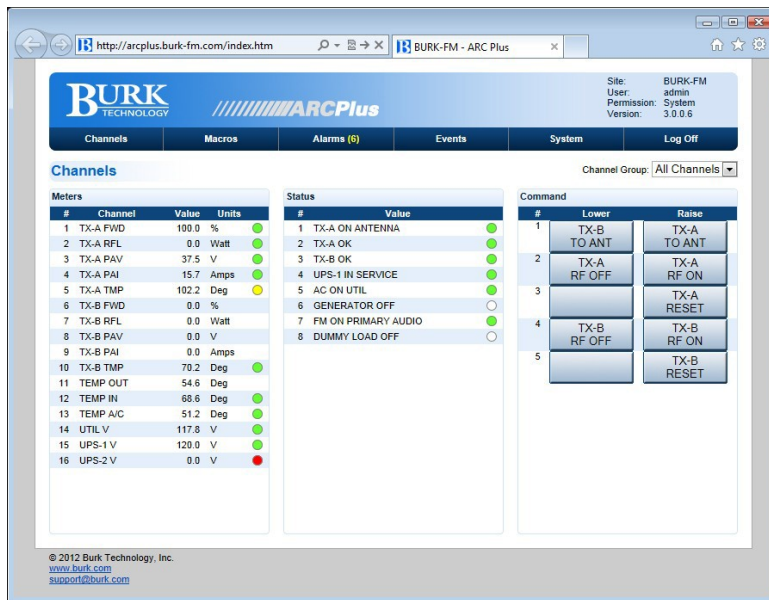 http://arcplus.burk-fm.com/index.htm
BURK-FM - ARC Plus
BURK
TECHNOLOGY
ARCPlus
Site: BURK-FM
User: admin
Permission: System
Version: 3.0.0.6
Channels Macros Alarms (6) Events System Log Off
Channels
Channel Group: All Channels
Meters
# Channel Value Units
1 TX-A FWD 100.0 %
2 TX-A RFL 0.0 Watt
3 TX-A PAV 37.5 V
4 TX-A PAI 15.7 Amps
5 TX-A TMP 102.2 Deg
6 TX-B FWD 0.0 %
7 TX-B RFL 0.0 Watt
8 TX-B PAV 0.0 V
9 TX-B PAI 0.0 Amps
10 TX-B TMP 70.2 Deg
11 TEMP OUT 54.6 Deg
12 TEMP IN 68.6 Deg
13 TEMP A/C 51.2 Deg
14 UTIL V 117.8 V
15 UPS-1 V 120.0 V
16 UPS-2 V 0.0 V
Status
# Value
1 TX-A ON ANTENNA
2 TX-A OK
3 TX-B OK
4 UPS-1 IN SERVICE
5 AC ON UTIL
6 GENERATOR OFF
7 FM ON PRIMARY AUDIO
8 DUMMY LOAD OFF
Command
# Lower Raise
1 TX-B TX-A
TO ANT TO ANT
2 TX-A TX-A
RF OFF RF ON
3 TX-A
RESET
4 TX-B TX-B
RF OFF RF ON
5 TX-B
RESET
© 2012 Burk Technology, Inc.
www.burk.com
support@burk.com